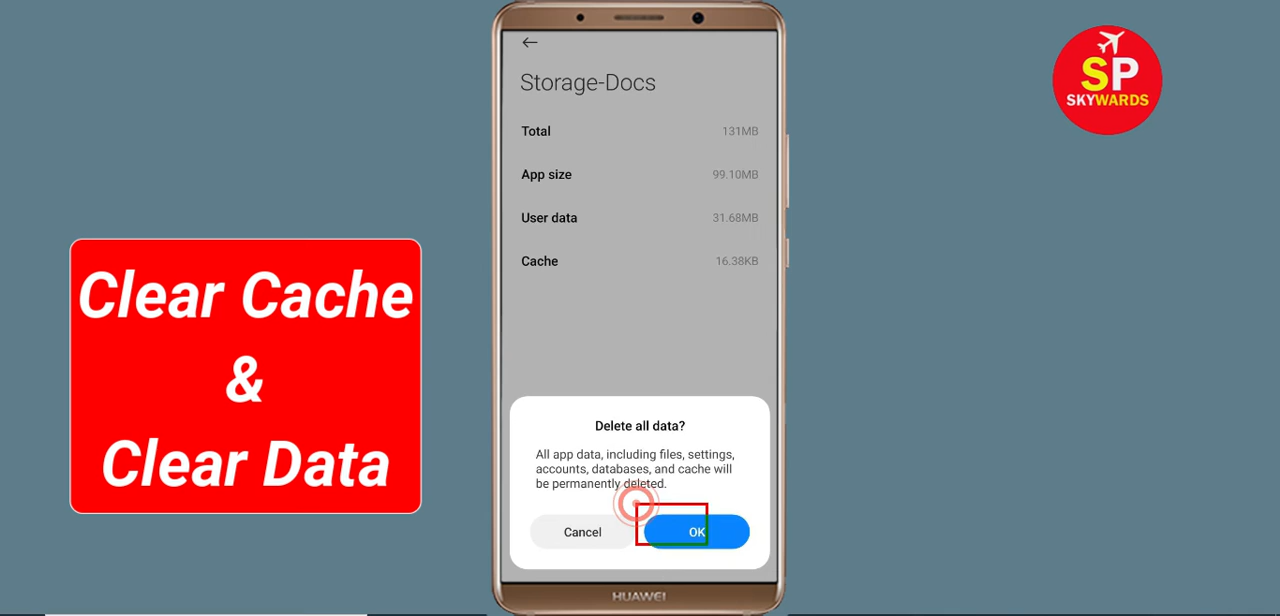 SP
SKYWARDS
Storage-Docs
Total 131MB
App size 99.10MB
User data 31.68MB
Cache 16.38KB
Clear Cache
&
Clear Data
Delete all data?
All app data, including files, settings,
accounts, databases, and cache will
be permanently deleted.
Cancel OK
HUAWEI